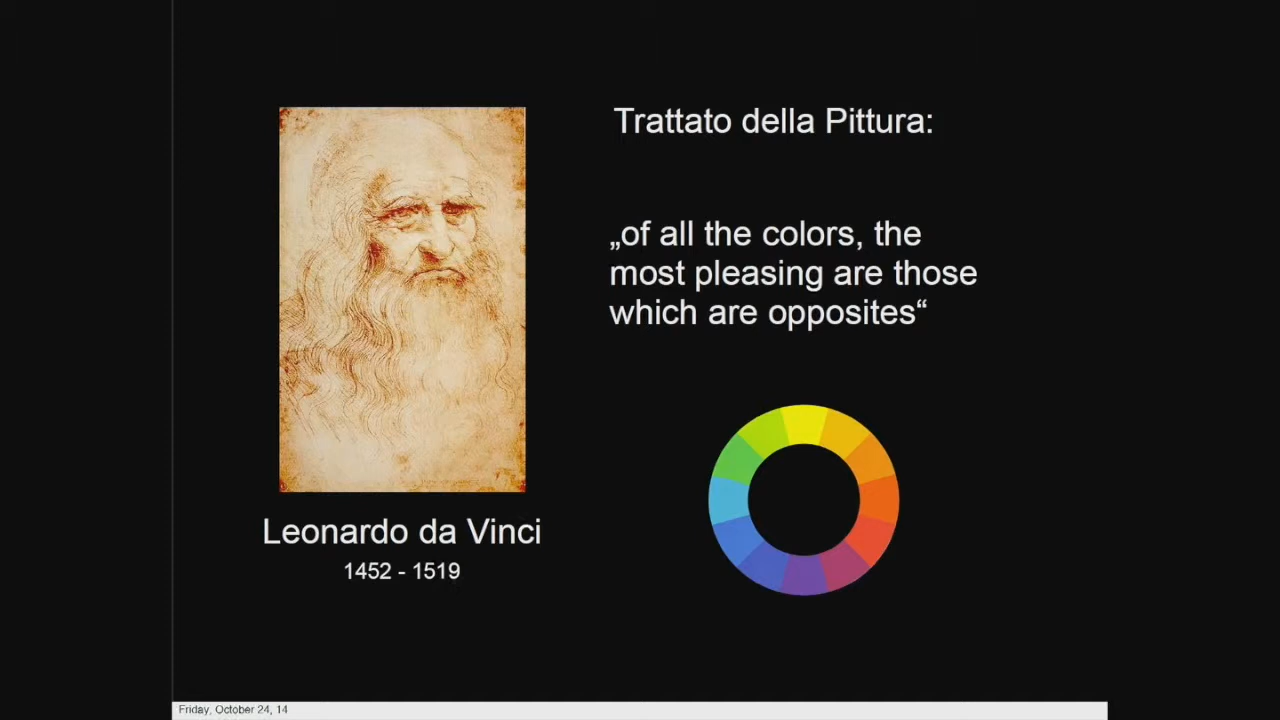 Trattato della Pittura:
„of all the colors, the
most pleasing are those
which are opposites“
Leonardo da Vinci
1452 - 1519
Friday, October 24, 14